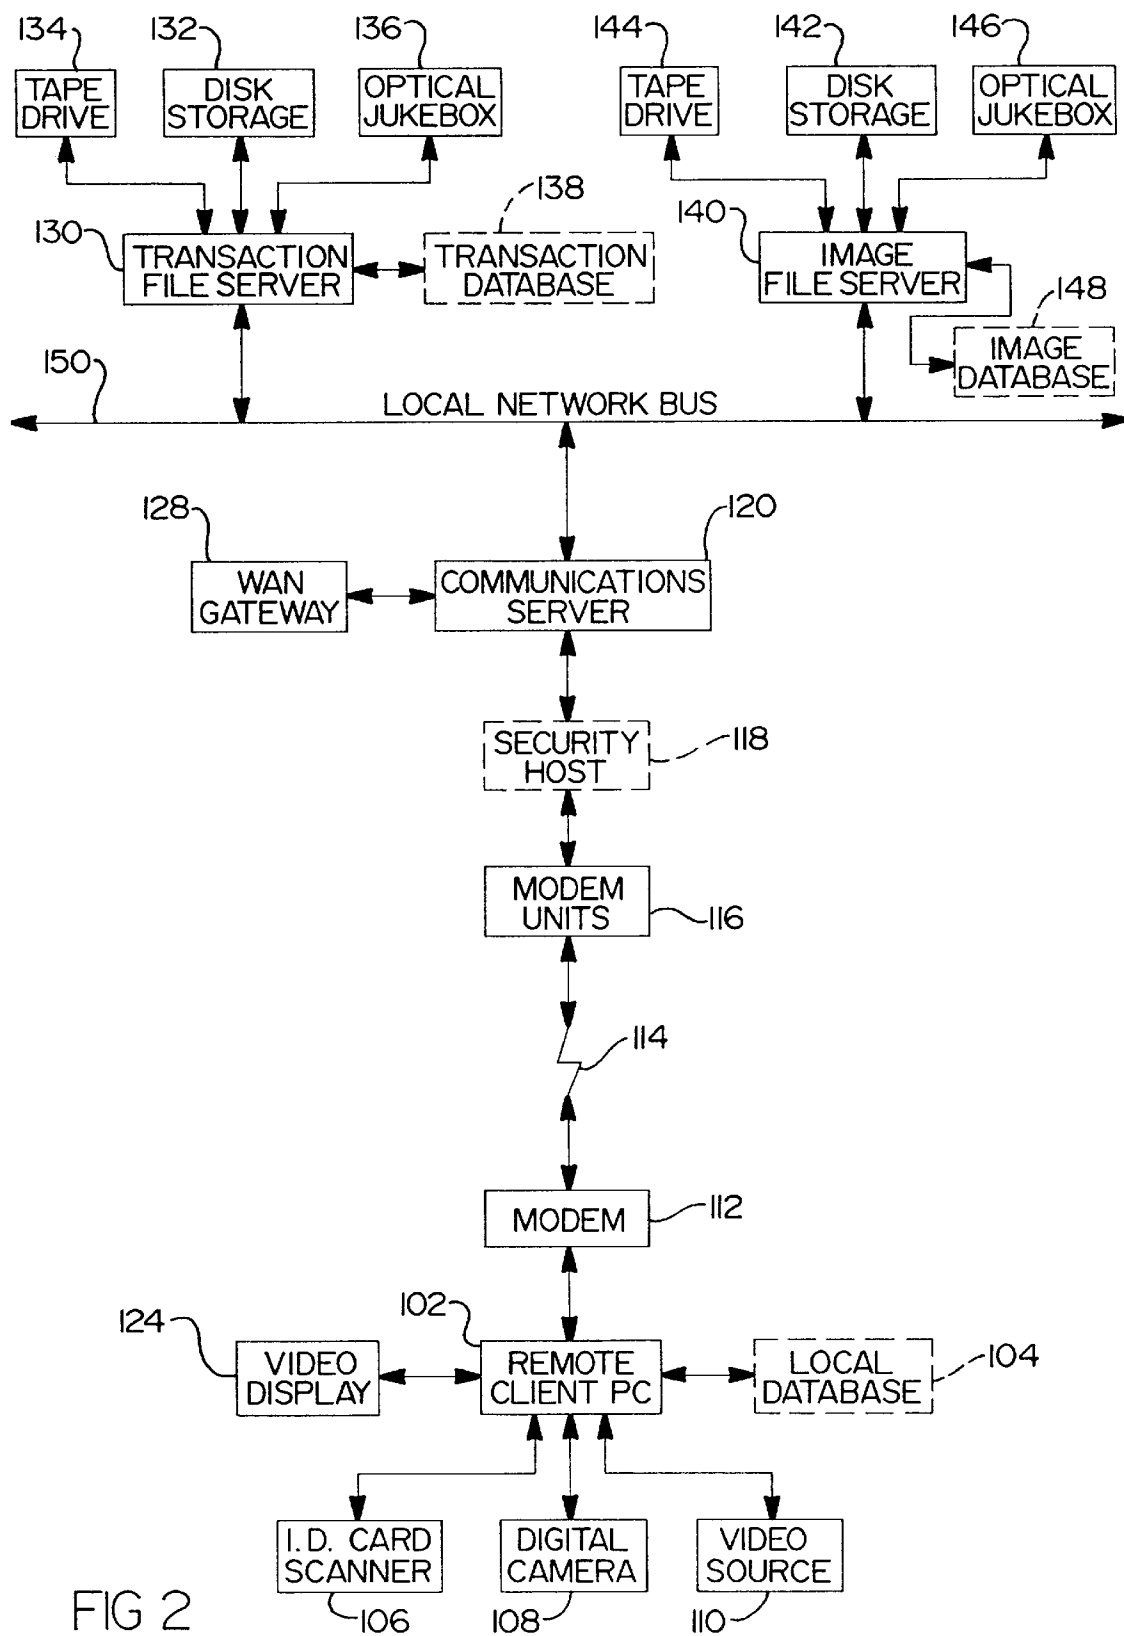 134
132
136
144
142
146
TAPE
DRIVE
DISK
STORAGE
OPTICAL
JUKEBOX
TAPE
DRIVE
DISK
STORAGE
OPTICAL
JUKEBOX
138
130
140
TRANSACTION
FILE SERVER
TRANSACTION
DATABASE
IMAGE
FILE SERVER
148
IMAGE
DATABASE
150
LOCAL NETWORK BUS
128
120
WAN
GATEWAY
COMMUNICATIONS
SERVER
SECURITY
HOST
118
MODEM
UNITS
116
114
MODEM
112
102
124
VIDEO
DISPLAY
REMOTE
CLIENT PC
LOCAL
DATABASE
104
I.D. CARD
SCANNER
DIGITAL
CAMERA
VIDEO
SOURCE
106
108
110
FIG 2